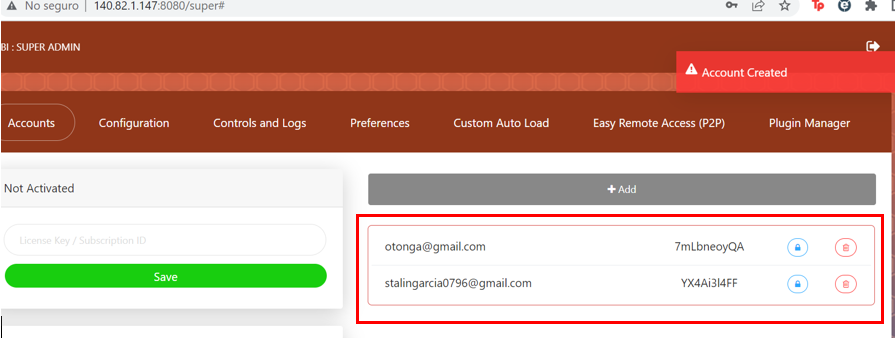 No seguro | 140.82.1.147:8080/super#
BI : SUPER ADMIN
Account Created
Accounts Configuration Controls and Logs Preferences Custom Auto Load Easy Remote Access (P2P) Plugin Manager
Not Activated
+ Add
License Key / Subscription ID
otonga@gmail.com 7mLbneoyQA
Save
stalingarcia0796@gmail.com YX4Ai3l4FF